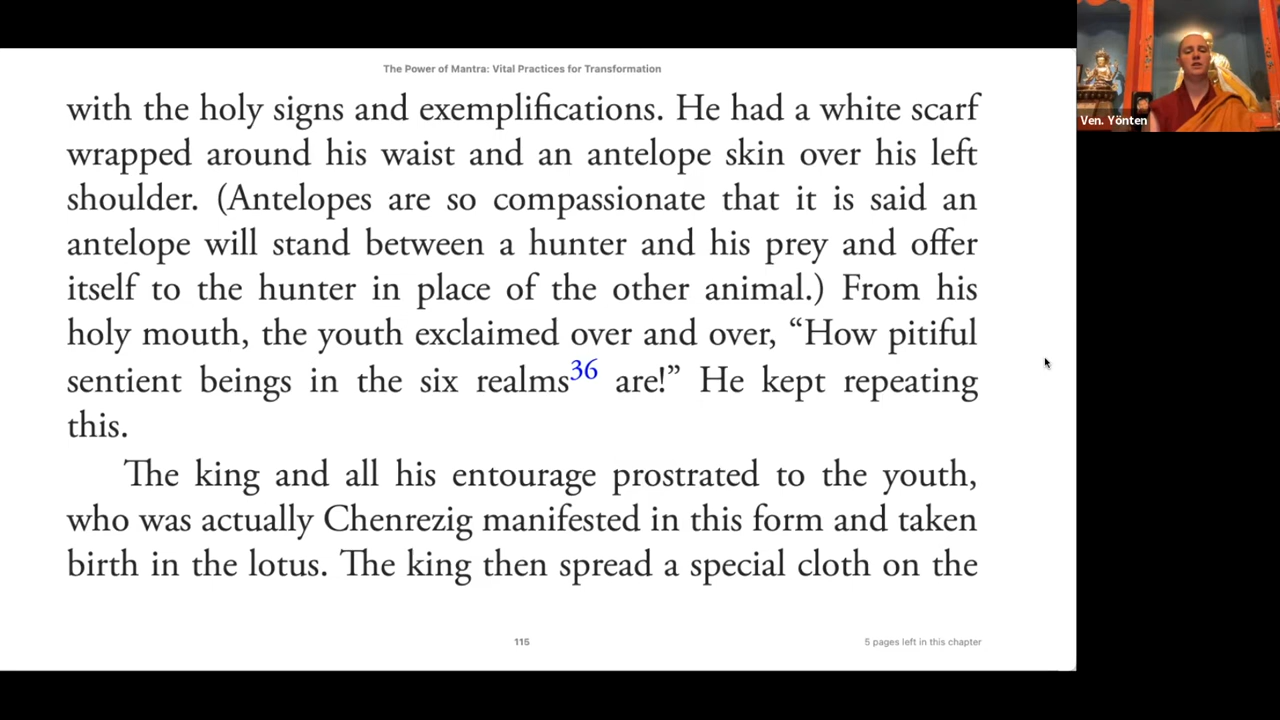 The Power of Mantra: Vital Practices for Transformation
with the holy signs and exemplifications. He had a white scarf
wrapped around his waist and an antelope skin over his left
shoulder. (Antelopes are so compassionate that it is said an
antelope will stand between a hunter and his prey and offer
itself to the hunter in place of the other animal.) From his
holy mouth, the youth exclaimed over and over, “How pitiful
sentient beings in the six realms36 are!” He kept repeating
this.
The king and all his entourage prostrated to the youth,
who was actually Chenrezig manifested in this form and taken
birth in the lotus. The king then spread a special cloth on the
115
5 pages left in this chapter
Ven. Yönten